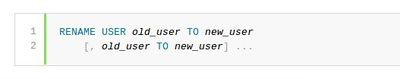 1 RENAME USER old_user TO new_user
2 [, old_user TO new_user] ...